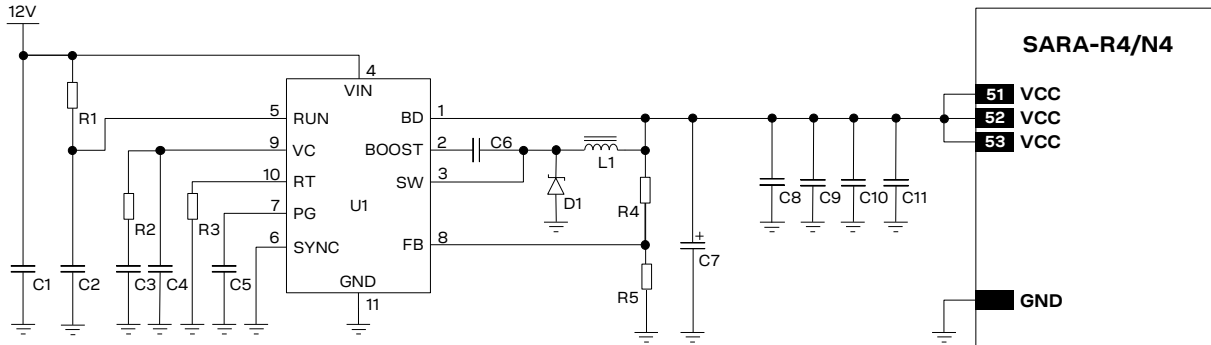 12V
SARA-R4/N4
4
VIN
51 VCC
R1
5 RUN
BD 1
52 VCC
53 VCC
9 VC
BOOST 2
C6
L1
10 RT
SW 3
C8 C9 C10 C11
R2
R3
7 PG
U1
D1
R4
6 SYNC
FB 8
C7
C1 C2 C3 C4 C5
GND
R5
11
GND
+